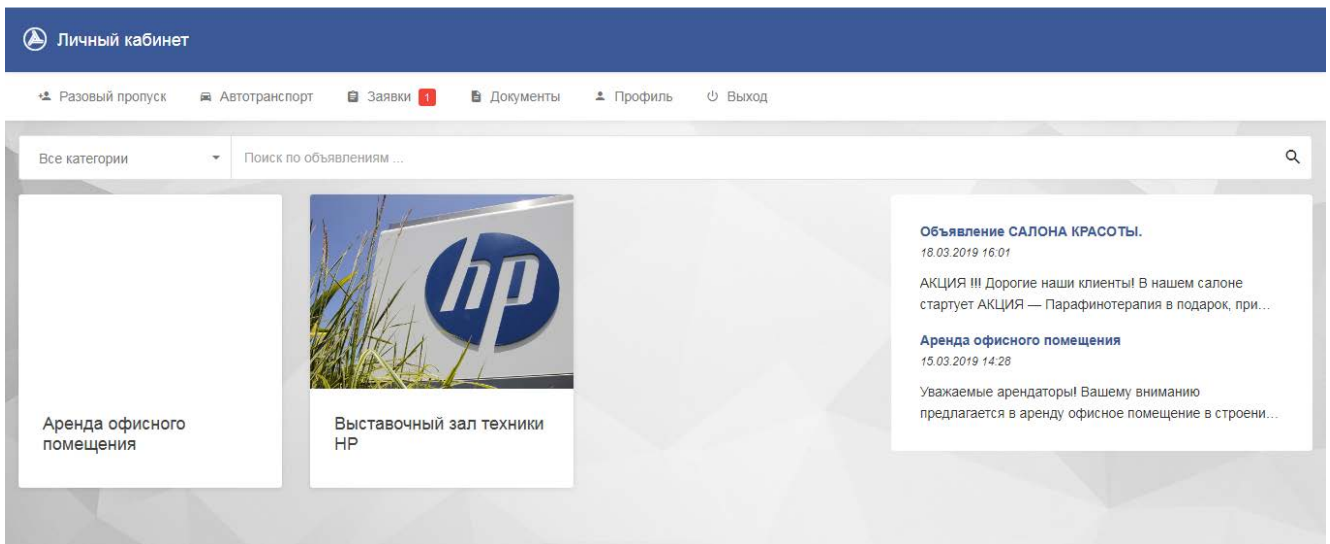 Личный кабинет
Разовый пропуск Автотранспорт Заявки 1 Документы Профиль Выход
Все категории Поиск по объявлениям ...
hp
Аренда офисного
помещения
Выставочный зал техники
HP
Объявление САЛОНА КРАСОТЫ.
18.03.2019 16:01
АКЦИЯ !!! Дорогие наши клиенты! В нашем салоне
стартует АКЦИЯ — Парафинотерапия в подарок, при...
Аренда офисного помещения
15.03.2019 14:28
Уважаемые арендаторы! Вашему вниманию
предлагается в аренду офисное помещение в строени...